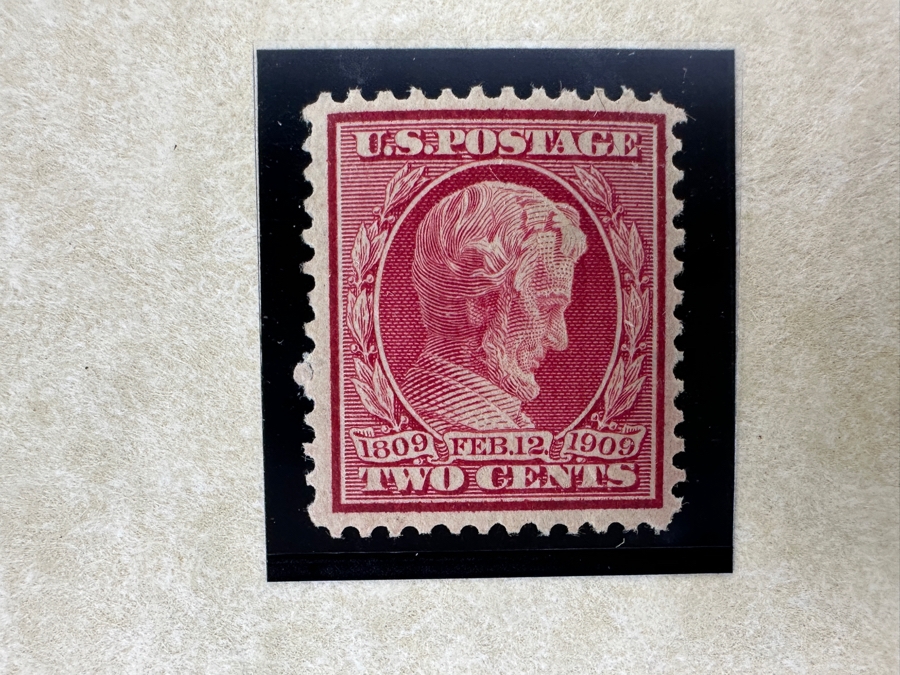 U.S.POSTAGE
1809 FEB.12. 1909
TWO CENTS